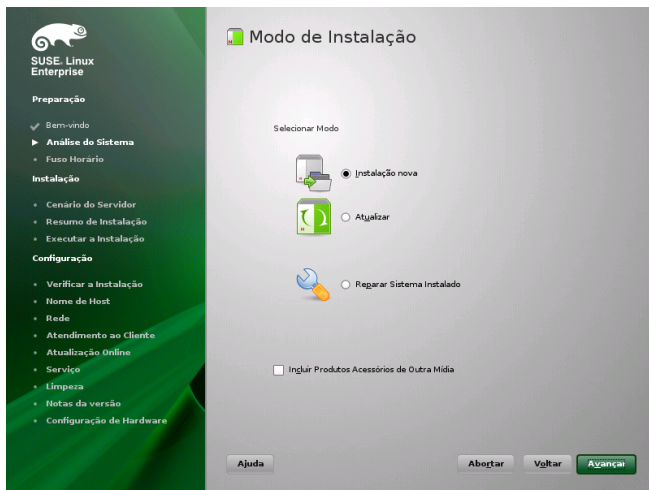 SUSE. Linux
Enterprise
Preparação
Bem-vindo
Análise do Sistema
Fuso Horário
Instalação
Cenário do Servidor
Resumo de Instalação
Executar a Instalação
Configuração
Verificar a Instalação
Nome de Host
Rede
Atendimento ao Cliente
Atualização Online
Serviço
Limpeza
Notas da versão
Configuração de Hardware
Modo de Instalação
Selecionar Modo
Instalação nova
Atualizar
Reparar Sistema Instalado
Incluir Produtos Acessórios de Outra Mídia
Ajuda
Abortar
Voltar
Avançar